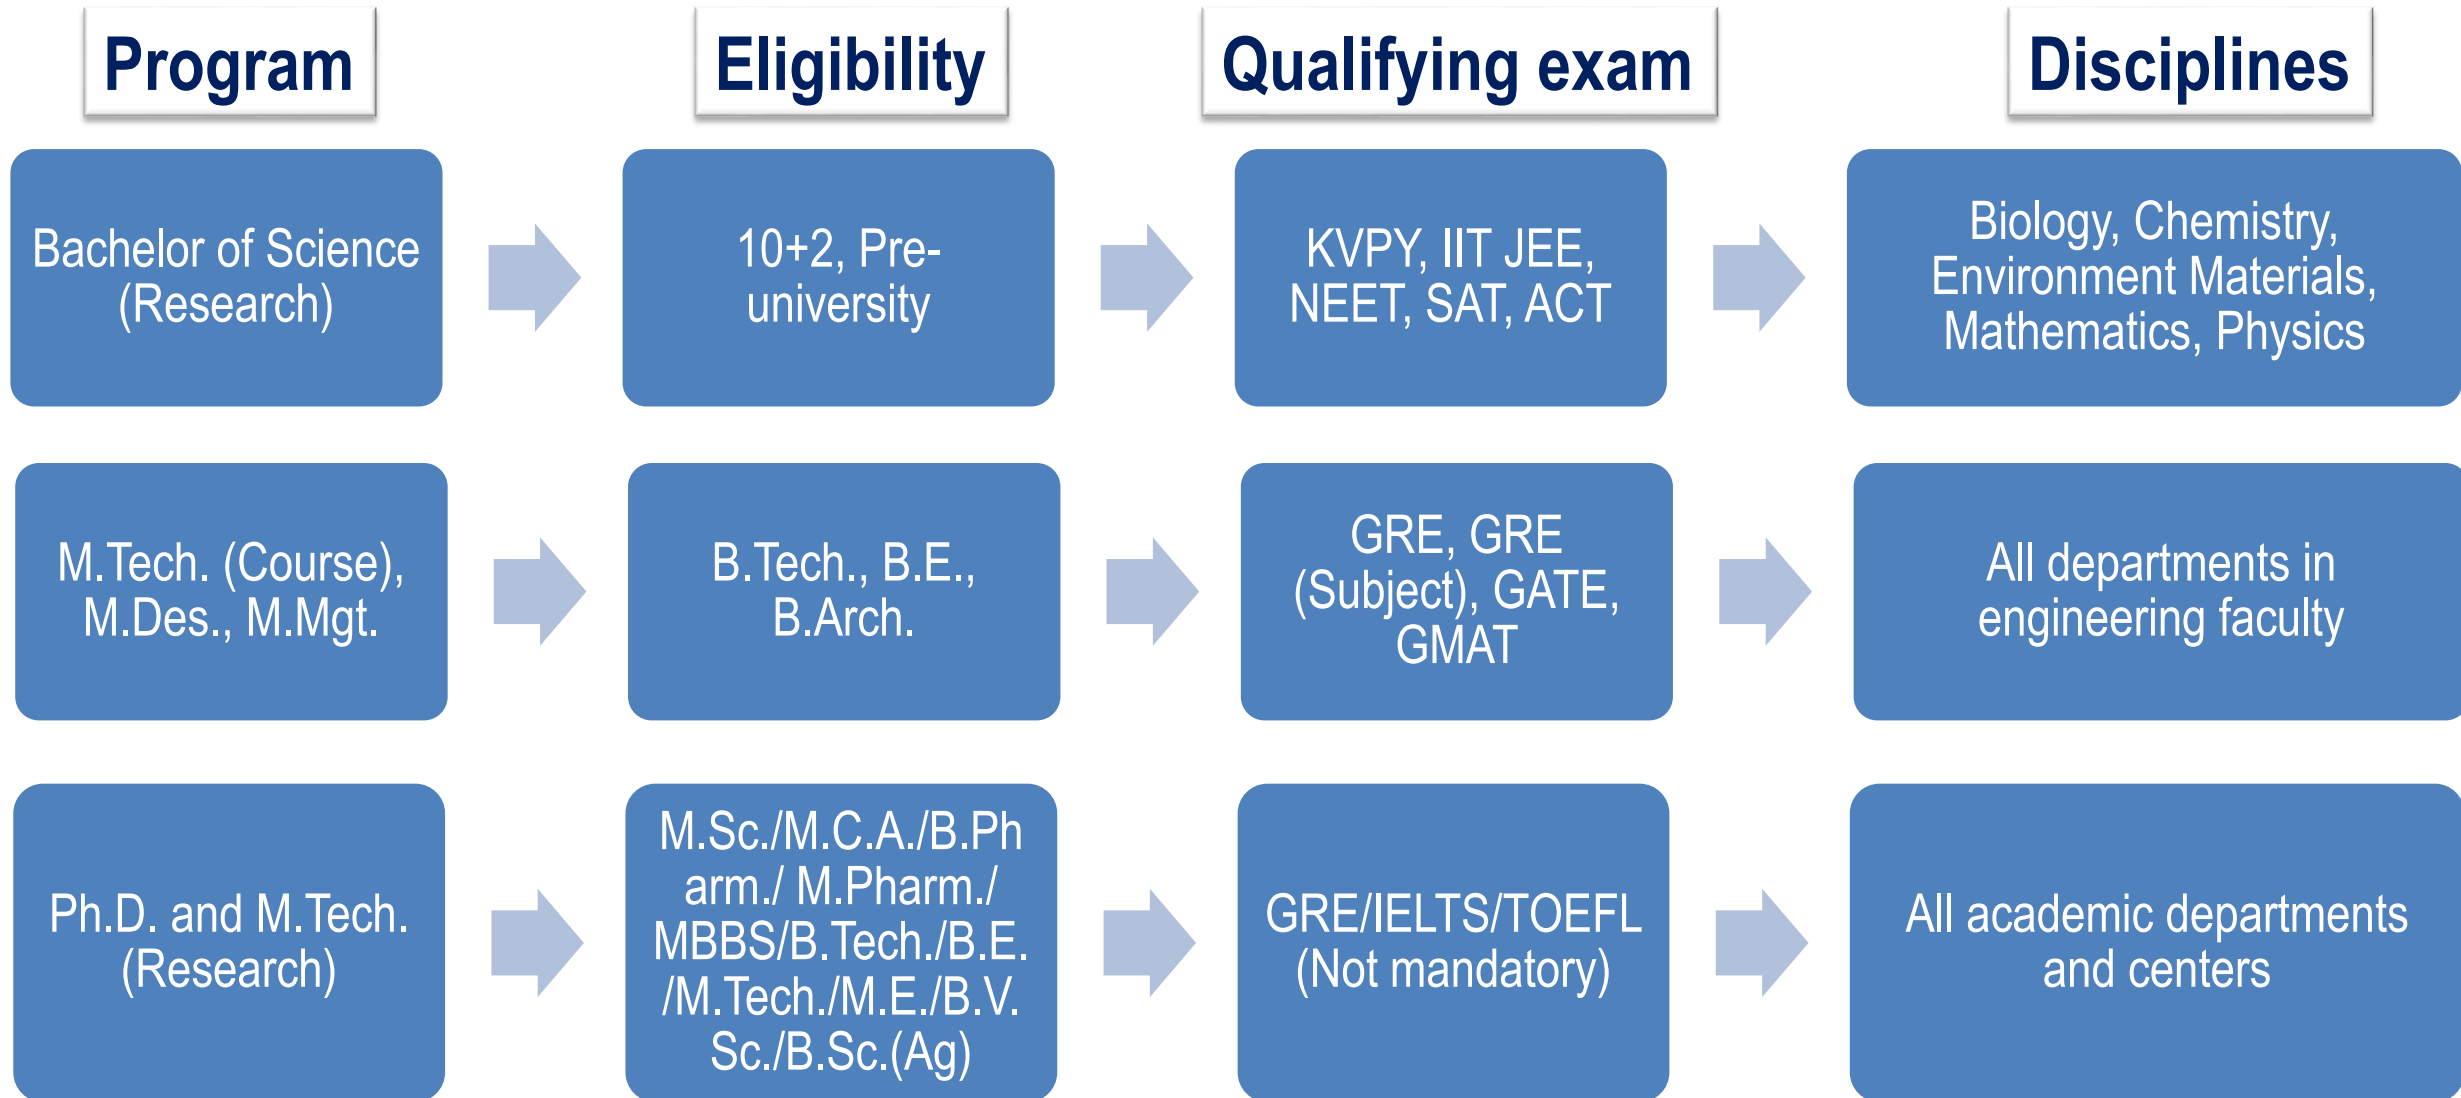 Program
Eligibility
Qualifying exam
Disciplines
Bachelor of Science
(Research)
10+2, Pre-
university
KVPY, IIT JEE,
NEET, SAT, ACT
Biology, Chemistry,
Environment Materials,
Mathematics, Physics
M.Tech. (Course),
M.Des., M.Mgt.
B.Tech., B.E.,
B.Arch.
GRE, GRE
(Subject), GATE,
GMAT
All departments in
engineering faculty
Ph.D. and M.Tech.
(Research)
M.Sc./M.C.A./B.Ph
arm./ M.Pharm./
MBBS/B.Tech./B.E.
/M.Tech./M.E./B.V.
Sc./B.Sc.(Ag)
GRE/IELTS/TOEFL
(Not mandatory)
All academic departments
and centers